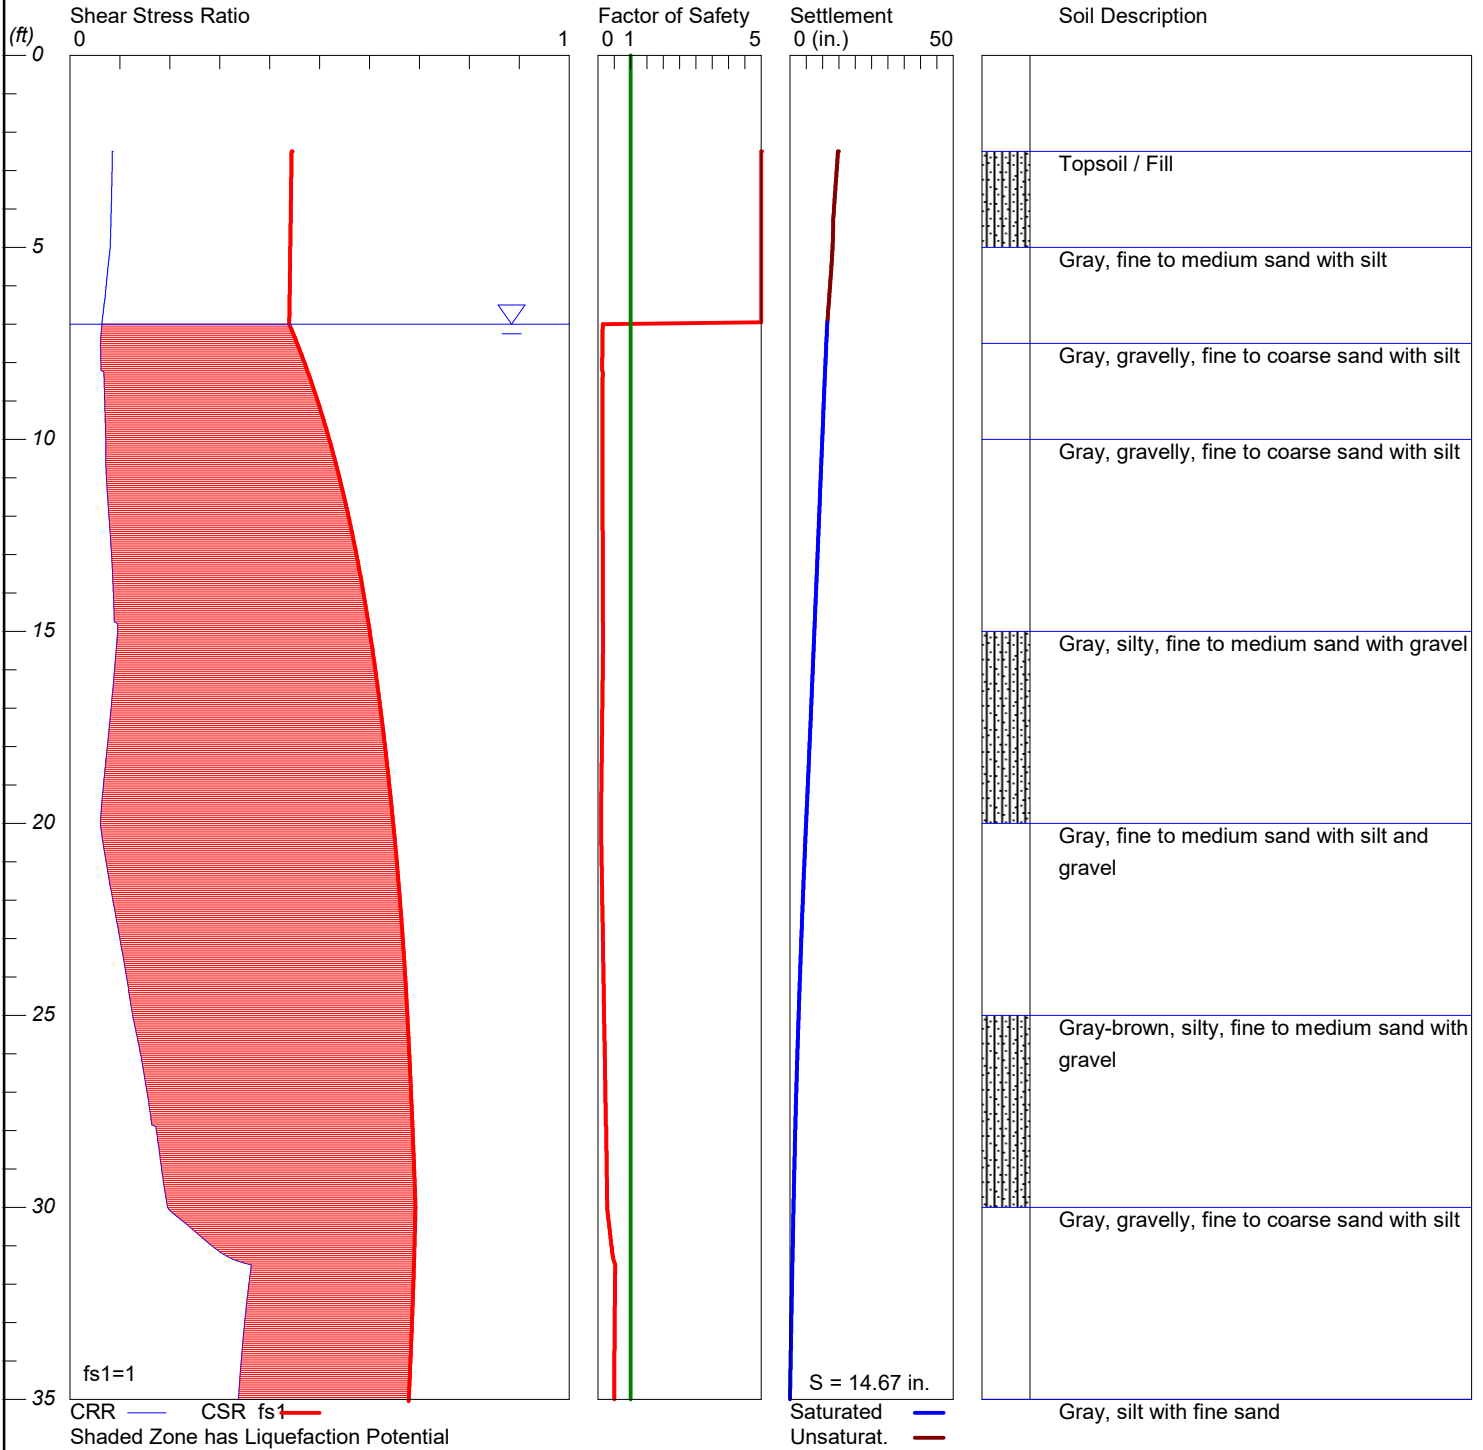 Shear Stress Ratio
Factor of Safety
Settlement
Soil Description
(ft)
0 1
0 1 5
0 (in.) 50
0
Topsoil / Fill
5
Gray, fine to medium sand with silt
Gray, gravelly, fine to coarse sand with silt
10
Gray, gravelly, fine to coarse sand with silt
15
Gray, silty, fine to medium sand with gravel
20
Gray, fine to medium sand with silt and
gravel
25
Gray-brown, silty, fine to medium sand with
gravel
30
Gray, gravelly, fine to coarse sand with silt
fs1=1
S = 14.67 in.
35
CRR CSR fs1
Saturated
Gray, silt with fine sand
Shaded Zone has Liquefaction Potential
Unsaturat.